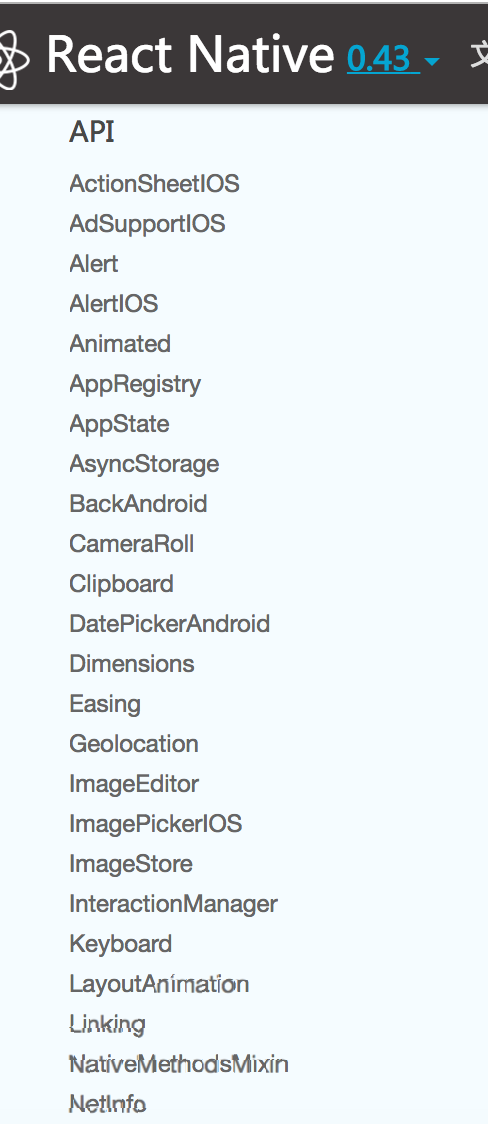 React Native 0.43 文
API
ActionSheetIOS
AdSupportIOS
Alert
AlertIOS
Animated
AppRegistry
AppState
AsyncStorage
BackAndroid
CameraRoll
Clipboard
DatePickerAndroid
Dimensions
Easing
Geolocation
ImageEditor
ImagePickerIOS
ImageStore
InteractionManager
Keyboard
LayoutAnimation
Linking
NativeMethodsMixin
NetInfo